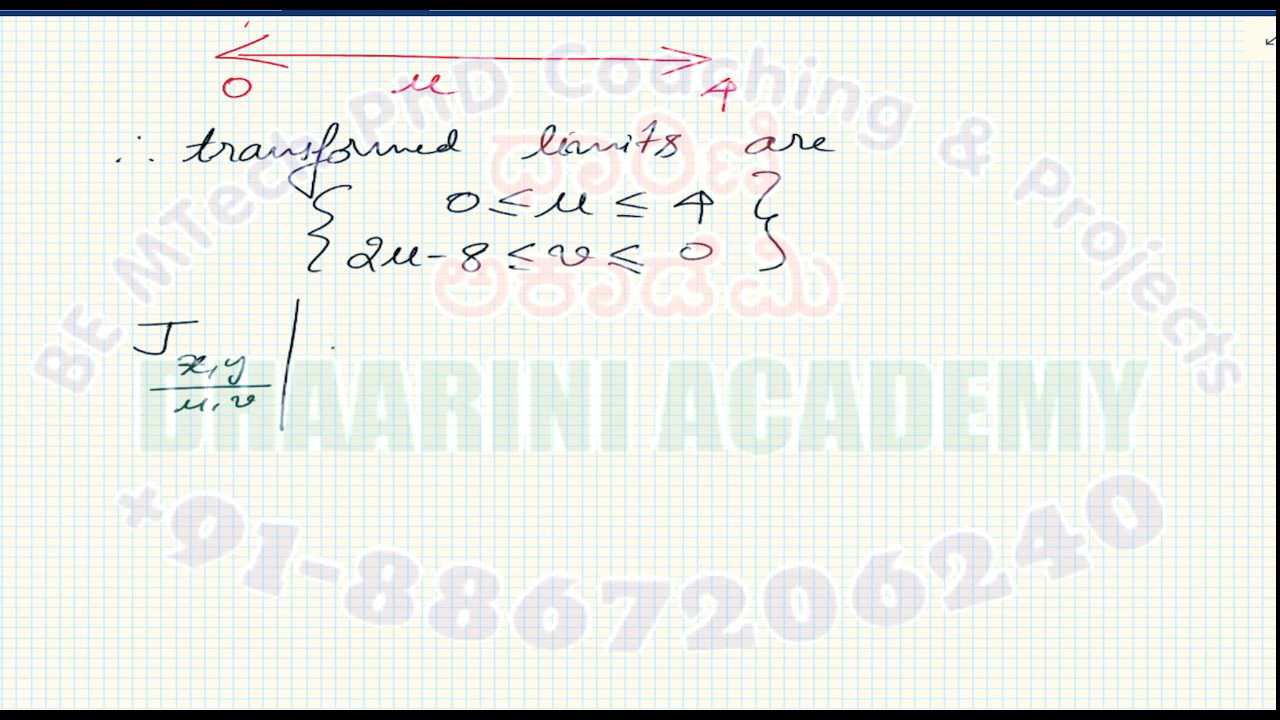 0 u 4
∴ transformed limits are
{ 0 ≤ u ≤ 4 }
{ 2u - 8 ≤ v ≤ 0 }
J x,y / u,v |
BE MTech PhD Coaching & Projects
ಧಾರಿಣಿ
ಅಕಾಡೆಮಿ
DHAARINI ACADEMY
+91-8867206240